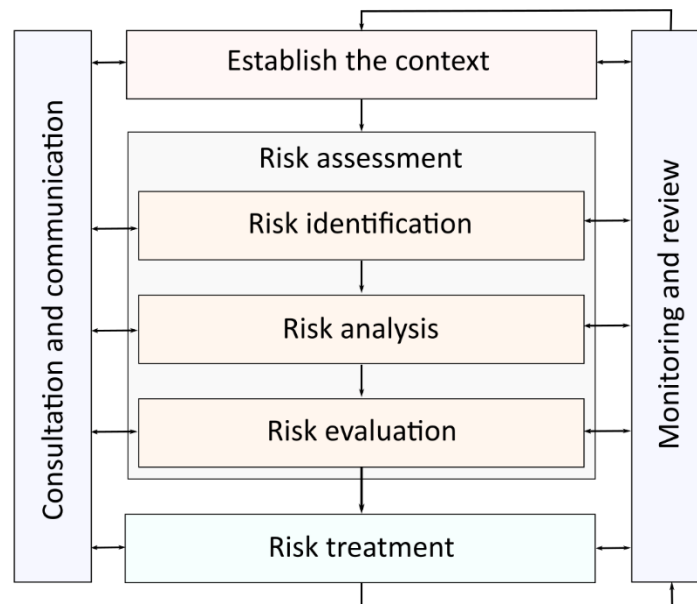 Establish the context
Risk assessment
Risk identification
Risk analysis
Risk evaluation
Risk treatment
Consultation and communication
Monitoring and review